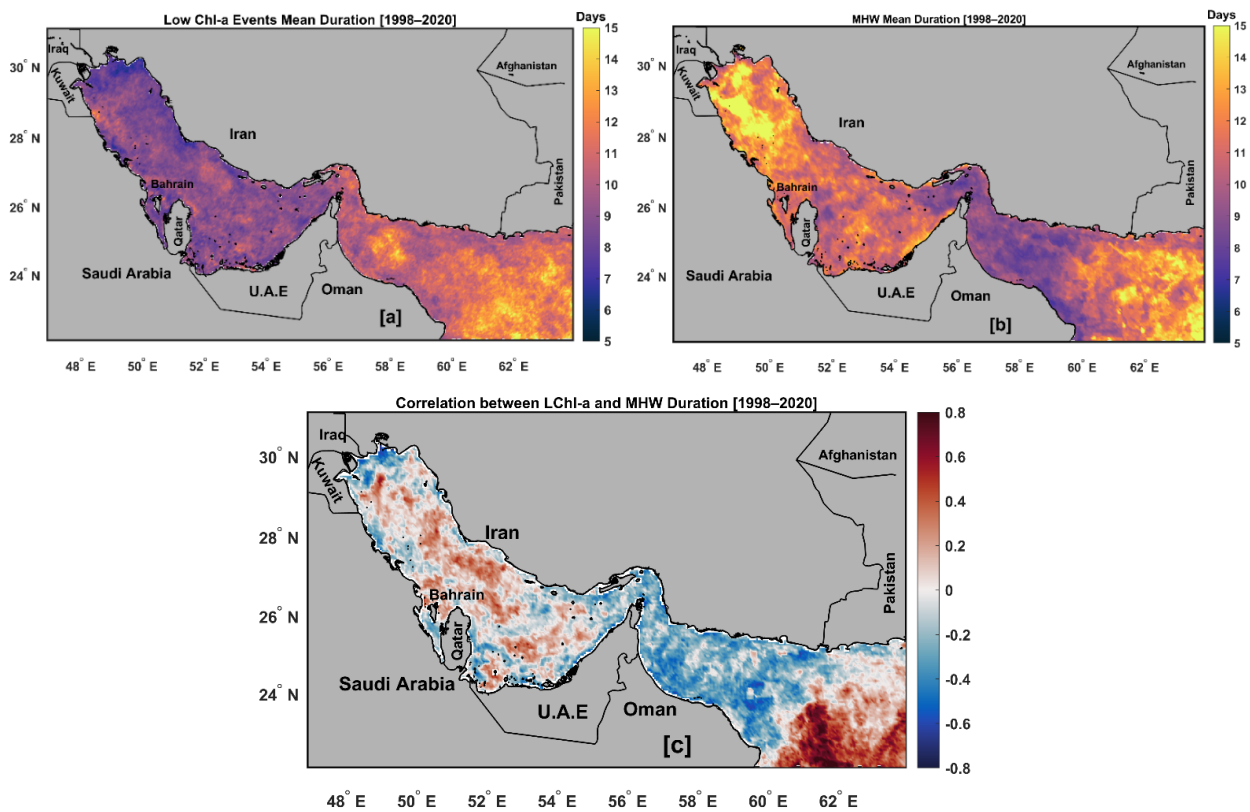 Low Chl-a Events Mean Duration [1998–2020]
Days
Iraq
Kuwait
Afghanistan
Iran
Pakistan
Bahrain
Qatar
Saudi Arabia
U.A.E
Oman
[a]
30° N
28° N
26° N
24° N
48° E 50° E 52° E 54° E 56° E 58° E 60° E 62° E
15
14
13
12
11
10
9
8
7
6
5
MHW Mean Duration [1998–2020]
Days
Iraq
Kuwait
Afghanistan
Iran
Pakistan
Bahrain
Qatar
Saudi Arabia
U.A.E
Oman
[b]
30° N
28° N
26° N
24° N
48° E 50° E 52° E 54° E 56° E 58° E 60° E 62° E
15
14
13
12
11
10
9
8
7
6
5
Correlation between LChl-a and MHW Duration [1998–2020]
Iraq
Kuwait
Afghanistan
Iran
Pakistan
Bahrain
Qatar
Saudi Arabia
U.A.E
Oman
[c]
30° N
28° N
26° N
24° N
48° E 50° E 52° E 54° E 56° E 58° E 60° E 62° E
0.8
0.6
0.4
0.2
0
-0.2
-0.4
-0.6
-0.8